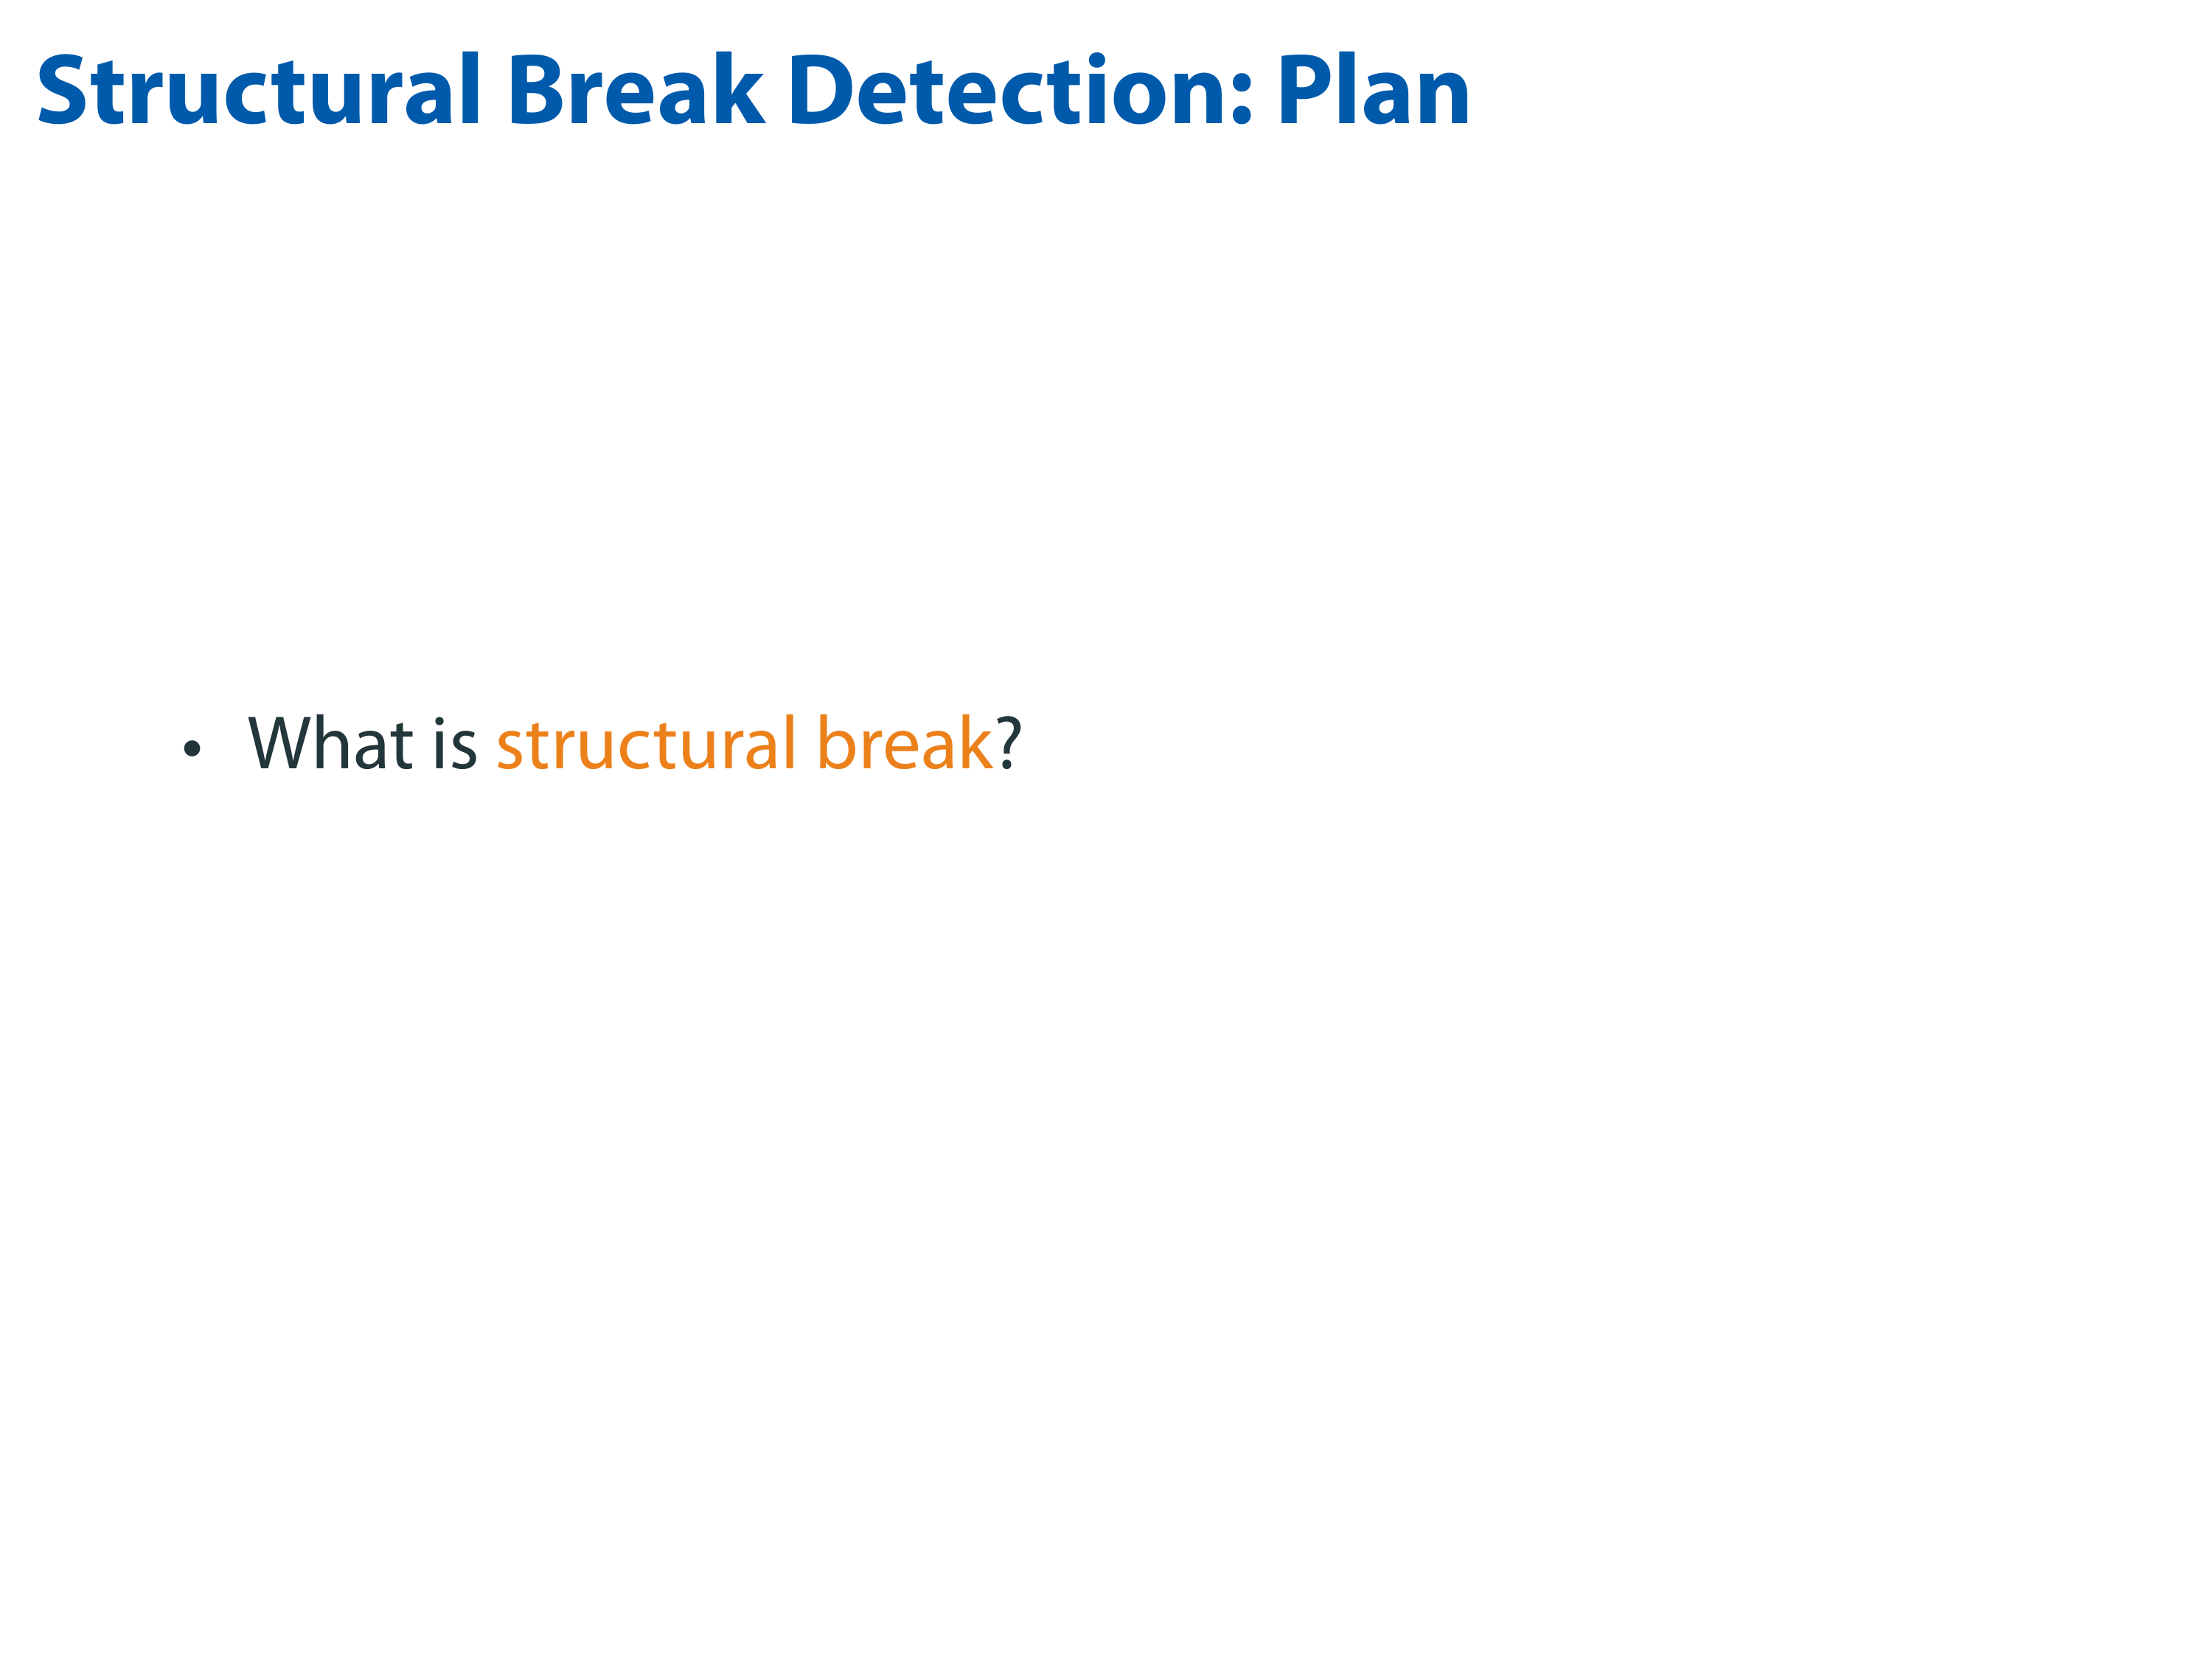 Structural Break Detection: Plan
• What is structural break?